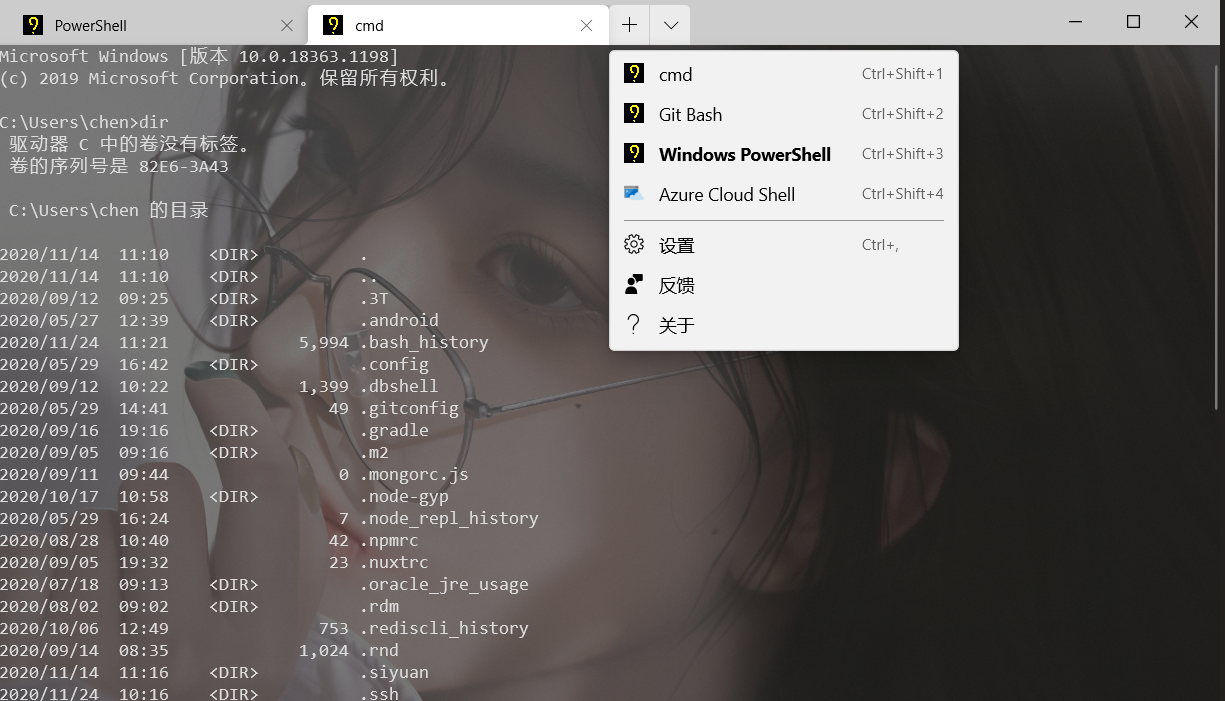 PowerShell
cmd
Microsoft Windows [版本 10.0.18363.1198]
(c) 2019 Microsoft Corporation。保留所有权利。
C:\Users\chen>dir
 驱动器 C 中的卷没有标签。
 卷的序列号是 82E6-3A43
 C:\Users\chen 的目录
2020/11/14  11:10    <DIR>          .
2020/11/14  11:10    <DIR>          ..
2020/09/12  09:25    <DIR>          .3T
2020/05/27  12:39    <DIR>          .android
2020/11/24  11:21             5,994 .bash_history
2020/05/29  16:42    <DIR>          .config
2020/09/12  10:22             1,399 .dbshell
2020/05/29  14:41                49 .gitconfig
2020/09/16  19:16    <DIR>          .gradle
2020/09/05  09:16    <DIR>          .m2
2020/09/11  09:44                 0 .mongorc.js
2020/10/17  10:58    <DIR>          .node-gyp
2020/05/29  16:24                 7 .node_repl_history
2020/08/28  10:40                42 .npmrc
2020/09/05  19:32                23 .nuxtrc
2020/07/18  09:13    <DIR>          .oracle_jre_usage
2020/08/02  09:02    <DIR>          .rdm
2020/10/06  12:49               753 .rediscli_history
2020/09/14  08:35             1,024 .rnd
2020/11/14  11:16    <DIR>          .siyuan
2020/11/24  10:16    <DIR>          .ssh
cmd Ctrl+Shift+1
Git Bash Ctrl+Shift+2
Windows PowerShell Ctrl+Shift+3
Azure Cloud Shell Ctrl+Shift+4
设置 Ctrl+,
反馈
关于